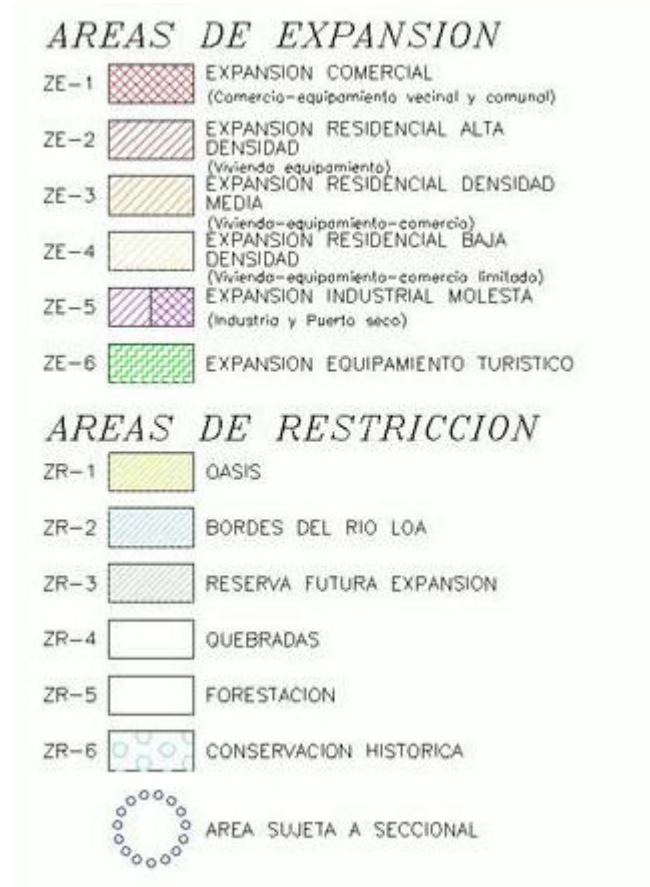 AREAS DE EXPANSION
ZE-1 EXPANSION COMERCIAL
(Comercio-equipamiento vecinal y comunal)
ZE-2 EXPANSION RESIDENCIAL ALTA
DENSIDAD
(Vivienda equipamiento)
ZE-3 EXPANSION RESIDENCIAL DENSIDAD
MEDIA
(Vivienda-equipamiento-comercio)
ZE-4 EXPANSION RESIDENCIAL BAJA
DENSIDAD
(Vivienda-equipamiento-comercio limitado)
ZE-5 EXPANSION INDUSTRIAL MOLESTA
(Industria y Puerto seco)
ZE-6 EXPANSION EQUIPAMIENTO TURISTICO
AREAS DE RESTRICCION
ZR-1 OASIS
ZR-2 BORDES DEL RIO LOA
ZR-3 RESERVA FUTURA EXPANSION
ZR-4 QUEBRADAS
ZR-5 FORESTACION
ZR-6 CONSERVACION HISTORICA
AREA SUJETA A SECCIONAL